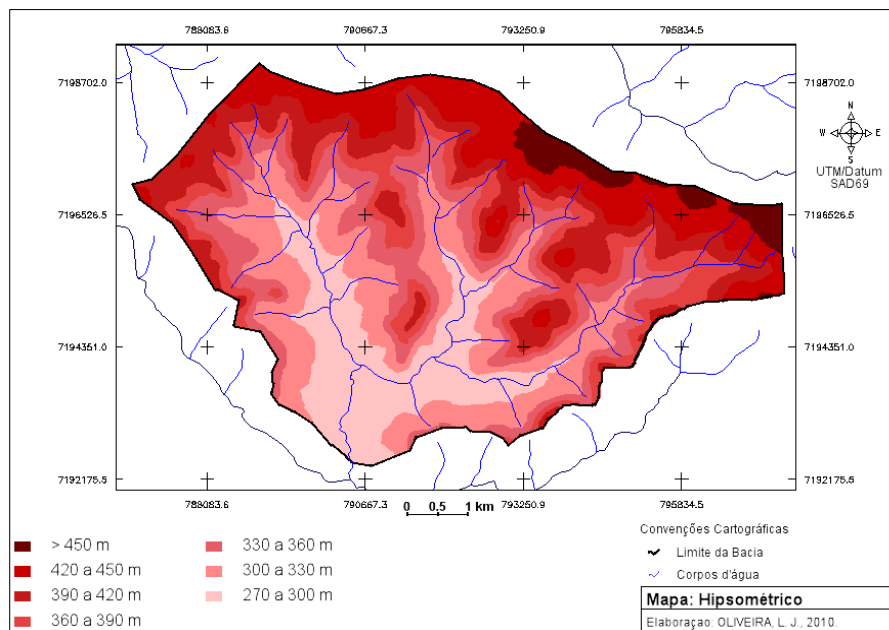 788083.6 790667.3 793250.9 795834.5
7198702.0 7198702.0
N
W E
S
UTM/Datum
SAD69
7196526.5 7196526.5
7194351.0 7194351.0
7192175.5 7192175.5
788083.6 790667.3 793250.9 795834.5
0 0.5 1 km
> 450 m
420 a 450 m
390 a 420 m
360 a 390 m
330 a 360 m
300 a 330 m
270 a 300 m
Convenções Cartográficas
Limite da Bacia
Corpos d'água
Mapa: Hipsométrico
Elaboraçao: OLIVEIRA, L. J., 2010.